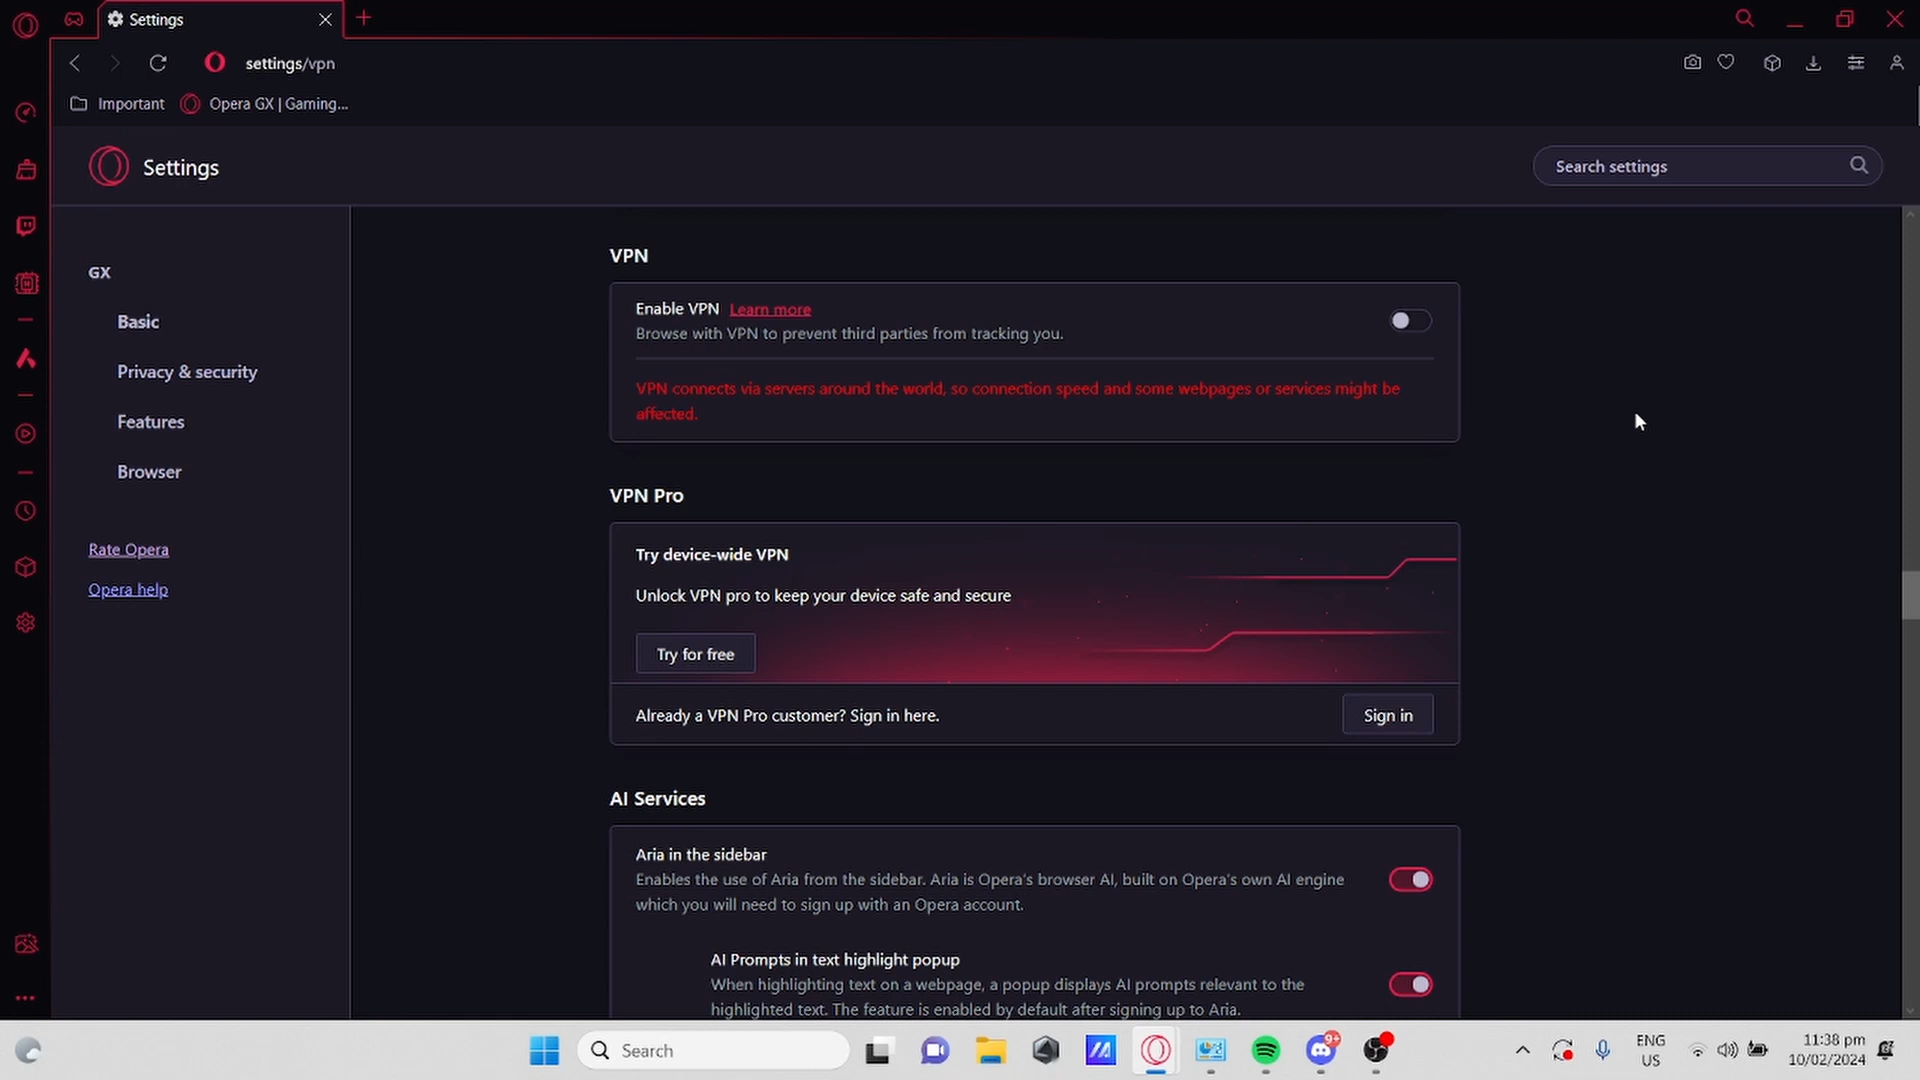 Settings
settings/vpn
Important
Opera GX | Gaming...
Settings
Search settings
GX
Basic
Privacy & security
Features
Browser
Rate Opera
Opera help
VPN
Enable VPN Learn more
Browse with VPN to prevent third parties from tracking you.
VPN connects via servers around the world, so connection speed and some webpages or services might be
affected.
VPN Pro
Try device-wide VPN
Unlock VPN pro to keep your device safe and secure
Try for free
Already a VPN Pro customer? Sign in here.
Sign in
AI Services
Aria in the sidebar
Enables the use of Aria from the sidebar. Aria is Opera's browser AI, built on Opera's own AI engine
which you will need to sign up with an Opera account.
AI Prompts in text highlight popup
When highlighting text on a webpage, a popup displays AI prompts relevant to the
highlighted text. The feature is enabled by default after signing up to Aria.
Search
9+
ENG
US
11:38 pm
10/02/2024